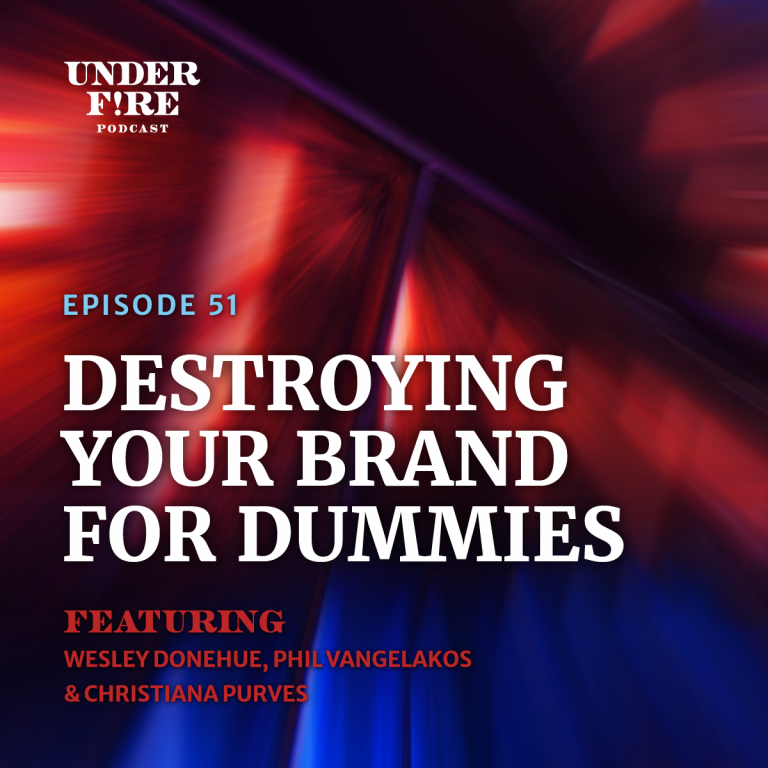 UNDER
F!RE
PODCAST
EPISODE 51
DESTROYING
YOUR BRAND
FOR DUMMIES
FEATURING
WESLEY DONEHUE, PHIL VANGELAKOS
& CHRISTIANA PURVES